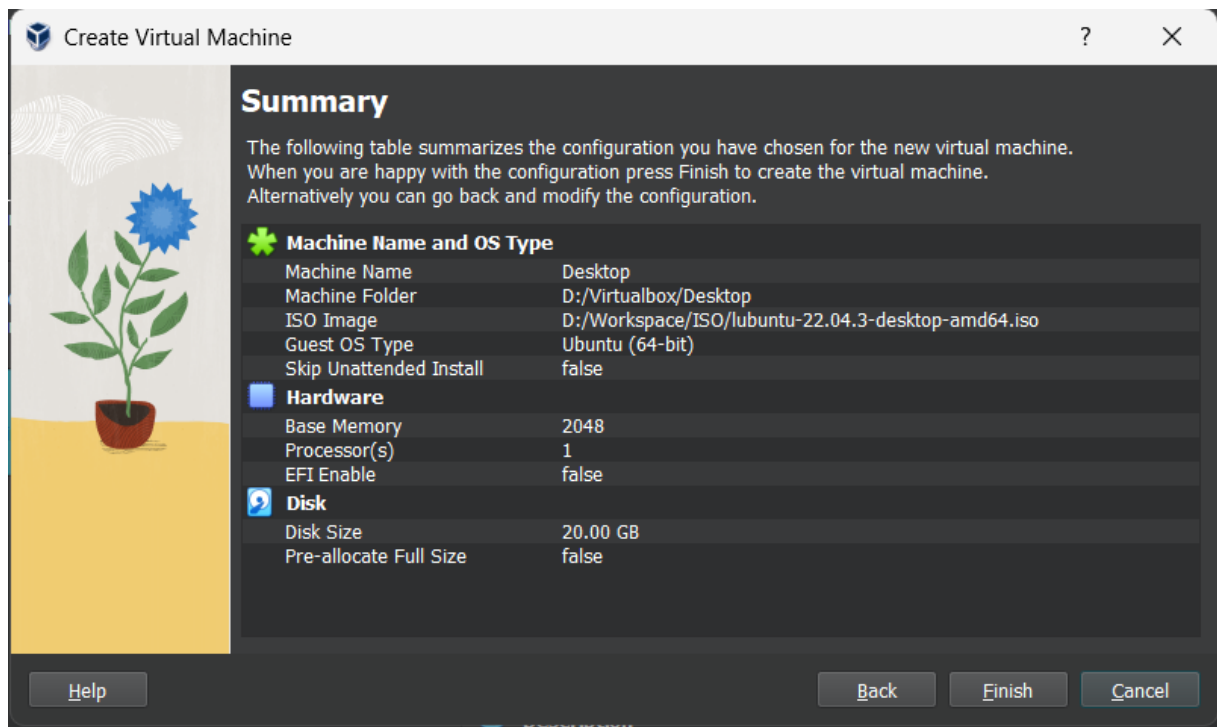 Create Virtual Machine
?
Summary
The following table summarizes the configuration you have chosen for the new virtual machine.
When you are happy with the configuration press Finish to create the virtual machine.
Alternatively you can go back and modify the configuration.
Machine Name and OS Type
Machine Name Desktop
Machine Folder D:/Virtualbox/Desktop
ISO Image D:/Workspace/ISO/lubuntu-22.04.3-desktop-amd64.iso
Guest OS Type Ubuntu (64-bit)
Skip Unattended Install false
Hardware
Base Memory 2048
Processor(s) 1
EFI Enable false
Disk
Disk Size 20.00 GB
Pre-allocate Full Size false
Help Back Finish Cancel